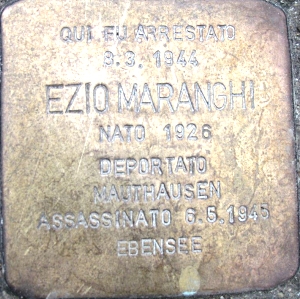 QUI FU ARRESTATO
8.3.1944
EZIO MARANGHI
NATO 1926
DEPORTATO
MAUTHAUSEN
ASSASSINATO 6.5.1945
EBENSEE